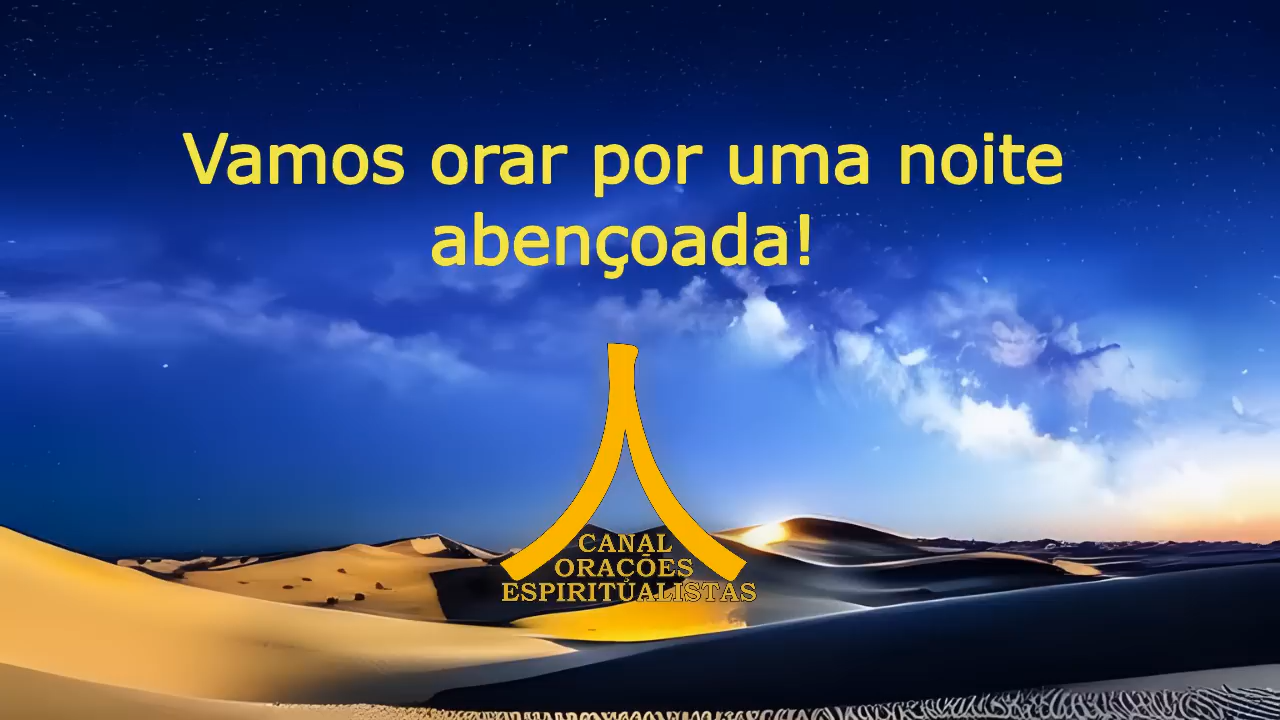 Vamos orar por uma noite
abençoada!
CANAL
ORAÇÕES
ESPIRITUALISTAS